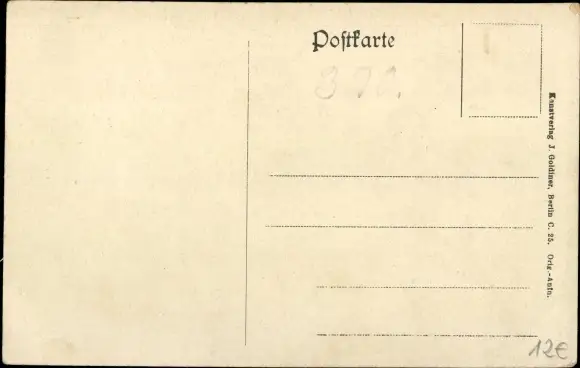 Poſtkarte
Kunstverlag J. Goldiner, Berlin C. 25. Orig.-Aufn.
12€